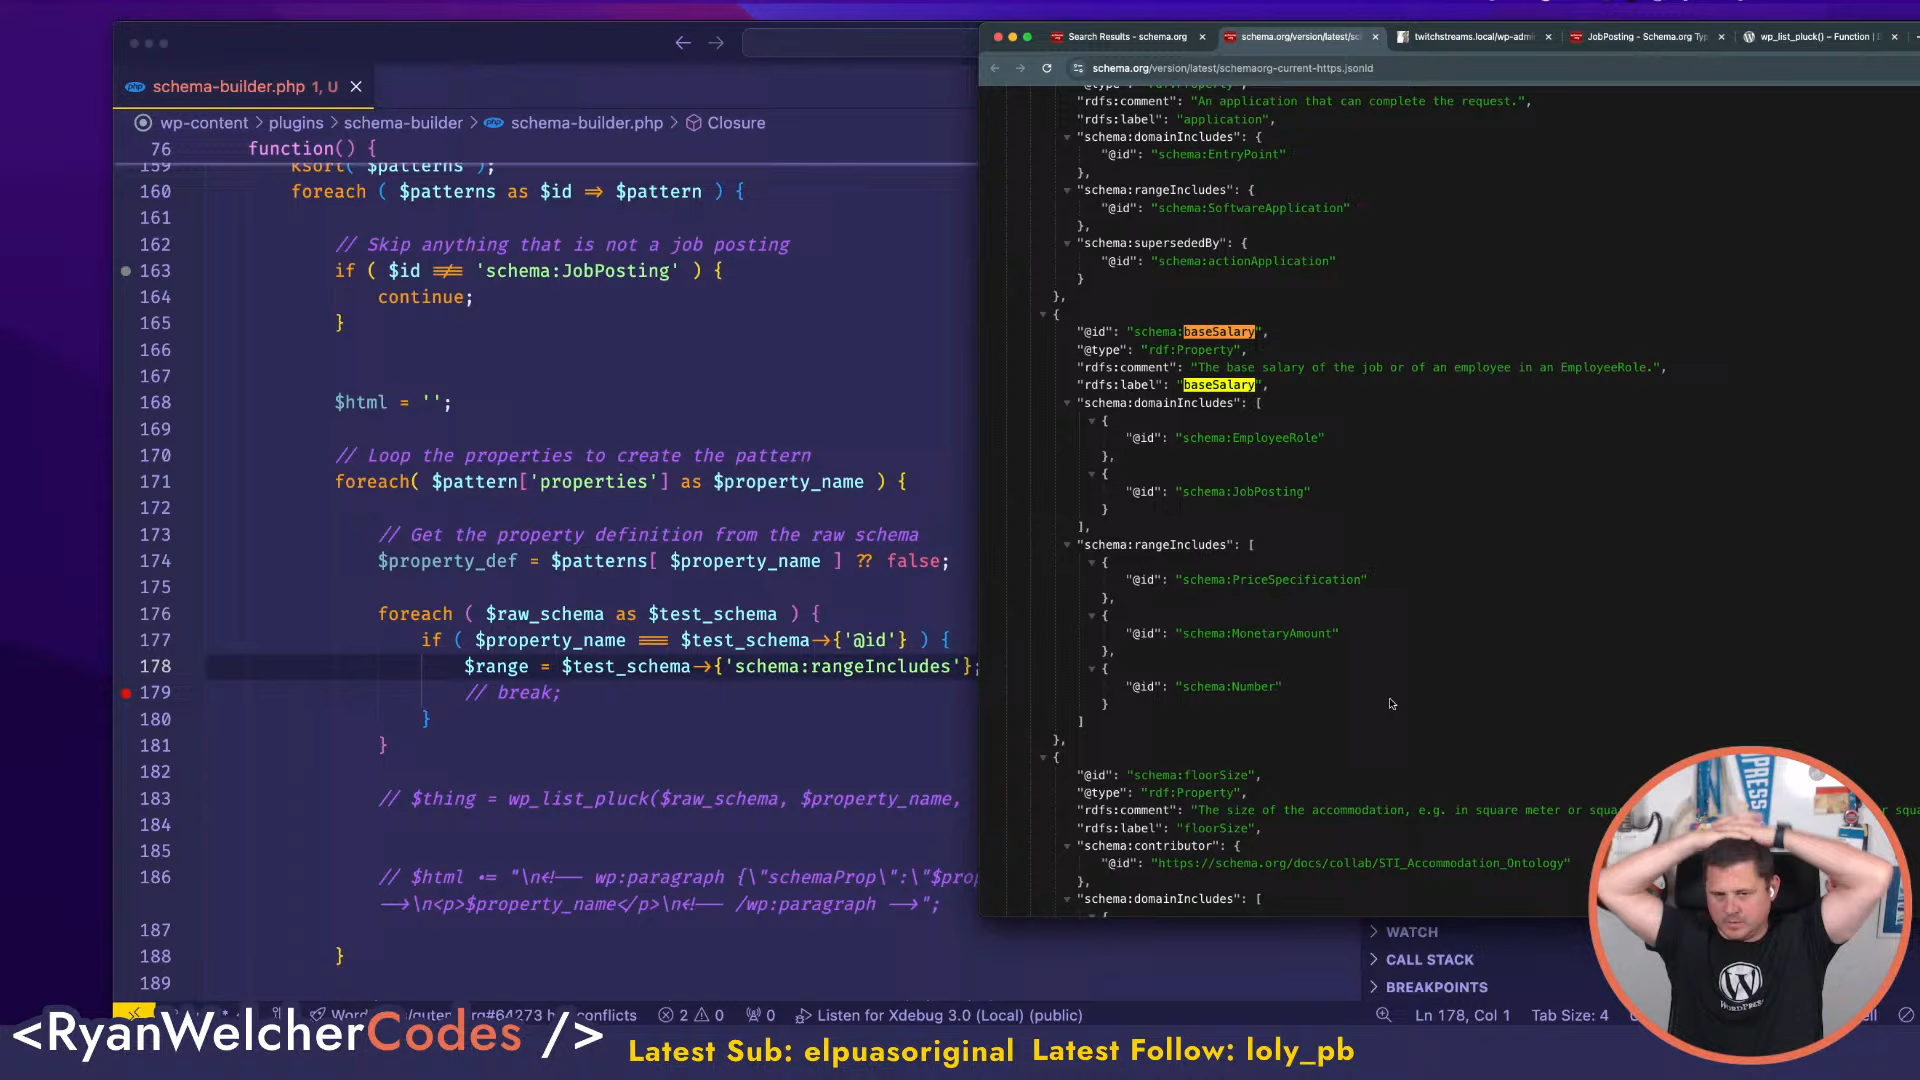 schema-builder.php 1, U
wp-content > plugins > schema-builder > schema-builder.php > Closure
76 function() {
159 ksort( $patterns );
160 foreach ( $patterns as $id => $pattern ) {
161
162 // Skip anything that is not a job posting
163 if ( $id !== 'schema:JobPosting' ) {
164 continue;
165 }
166
167
168 $html = '';
169
170 // Loop the properties to create the pattern
171 foreach( $pattern['properties'] as $property_name ) {
172
173 // Get the property definition from the raw schema
174 $property_def = $patterns[ $property_name ] ?? false;
175
176 foreach ( $raw_schema as $test_schema ) {
177 if ( $property_name === $test_schema->{'@id'} ) {
178 $range = $test_schema->{'schema:rangeIncludes'};
179 // break;
180 }
181 }
182
183 // $thing = wp_list_pluck($raw_schema, $property_name,
184
185
186 // $html .= "\n<!-- wp:paragraph {\"schemaProp\":\"$prop
-->\n<p>$property_name</p>\n<!-- /wp:paragraph -->";
187
188 }
189
Search Results - schema.org
schema.org/version/latest/sc
twitchstreams.local/wp-admi
JobPosting - Schema.org Typ
wp_list_pluck() – Function | D
schema.org/version/latest/schemaorg-current-https.jsonld
"@type": "rdf:Property",
"rdfs:comment": "An application that can complete the request.",
"rdfs:label": "application",
"schema:domainIncludes": {
"@id": "schema:EntryPoint"
},
"schema:rangeIncludes": {
"@id": "schema:SoftwareApplication"
},
"schema:supersededBy": {
"@id": "schema:actionApplication"
}
},
{
"@id": "schema:baseSalary",
"@type": "rdf:Property",
"rdfs:comment": "The base salary of the job or of an employee in an EmployeeRole.",
"rdfs:label": "baseSalary",
"schema:domainIncludes": [
{
"@id": "schema:EmployeeRole"
},
{
"@id": "schema:JobPosting"
}
],
"schema:rangeIncludes": [
{
"@id": "schema:PriceSpecification"
},
{
"@id": "schema:MonetaryAmount"
},
{
"@id": "schema:Number"
}
]
},
{
"@id": "schema:floorSize",
"@type": "rdf:Property",
"rdfs:comment": "The size of the accommodation, e.g. in square meter or squa
"rdfs:label": "floorSize",
"schema:contributor": {
"@id": "https://schema.org/docs/collab/STI_Accommodation_Ontology"
},
"schema:domainIncludes": [
{
WATCH
CALL STACK
BREAKPOINTS
conflicts 2 0 0 Listen for Xdebug 3.0 (Local) (public)
Ln 178, Col 1 Tab Size: 4
<RyanWelcherCodes />
Latest Sub: elpuasoriginal Latest Follow: loly_pb
WORDPRESS